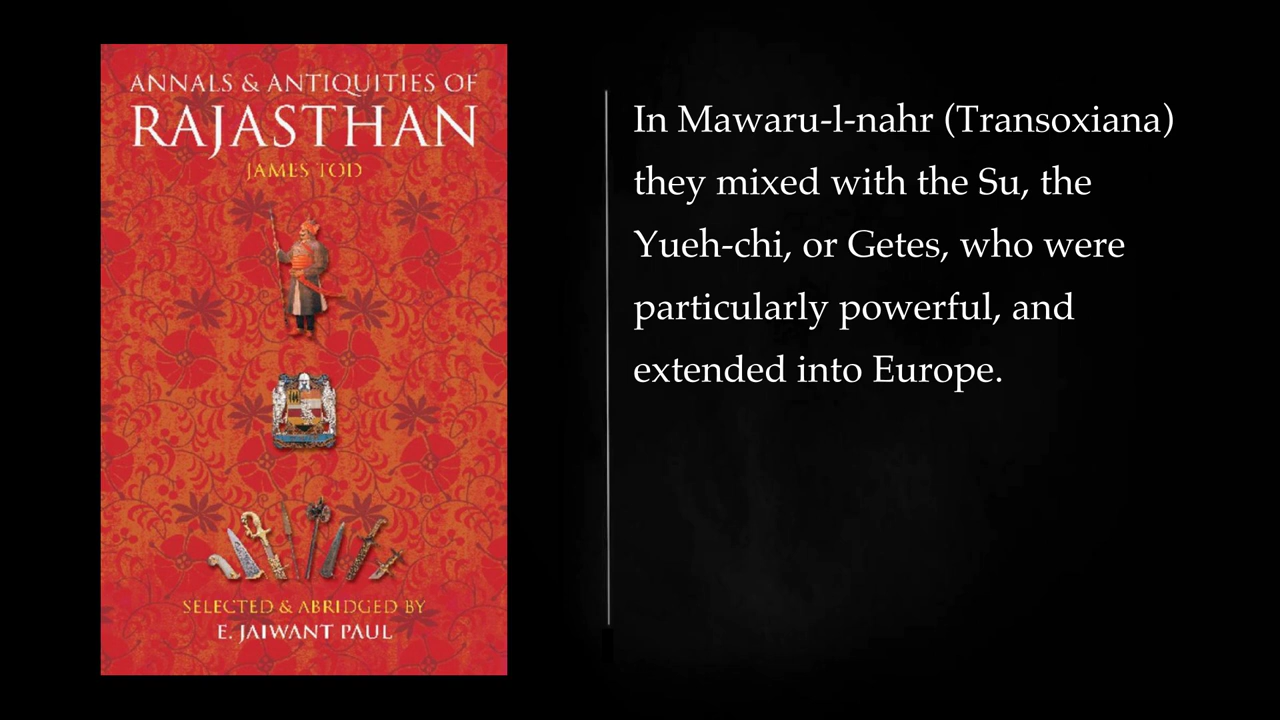 ANNALS & ANTIQUITIES OF
RAJASTHAN
JAMES TOD
SELECTED & ABRIDGED BY
E. JAIWANT PAUL
In Mawaru-l-nahr (Transoxiana)
they mixed with the Su, the
Yueh-chi, or Getes, who were
particularly powerful, and
extended into Europe.